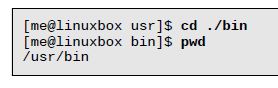 [me@linuxbox usr]$ cd ./bin
[me@linuxbox bin]$ pwd
/usr/bin